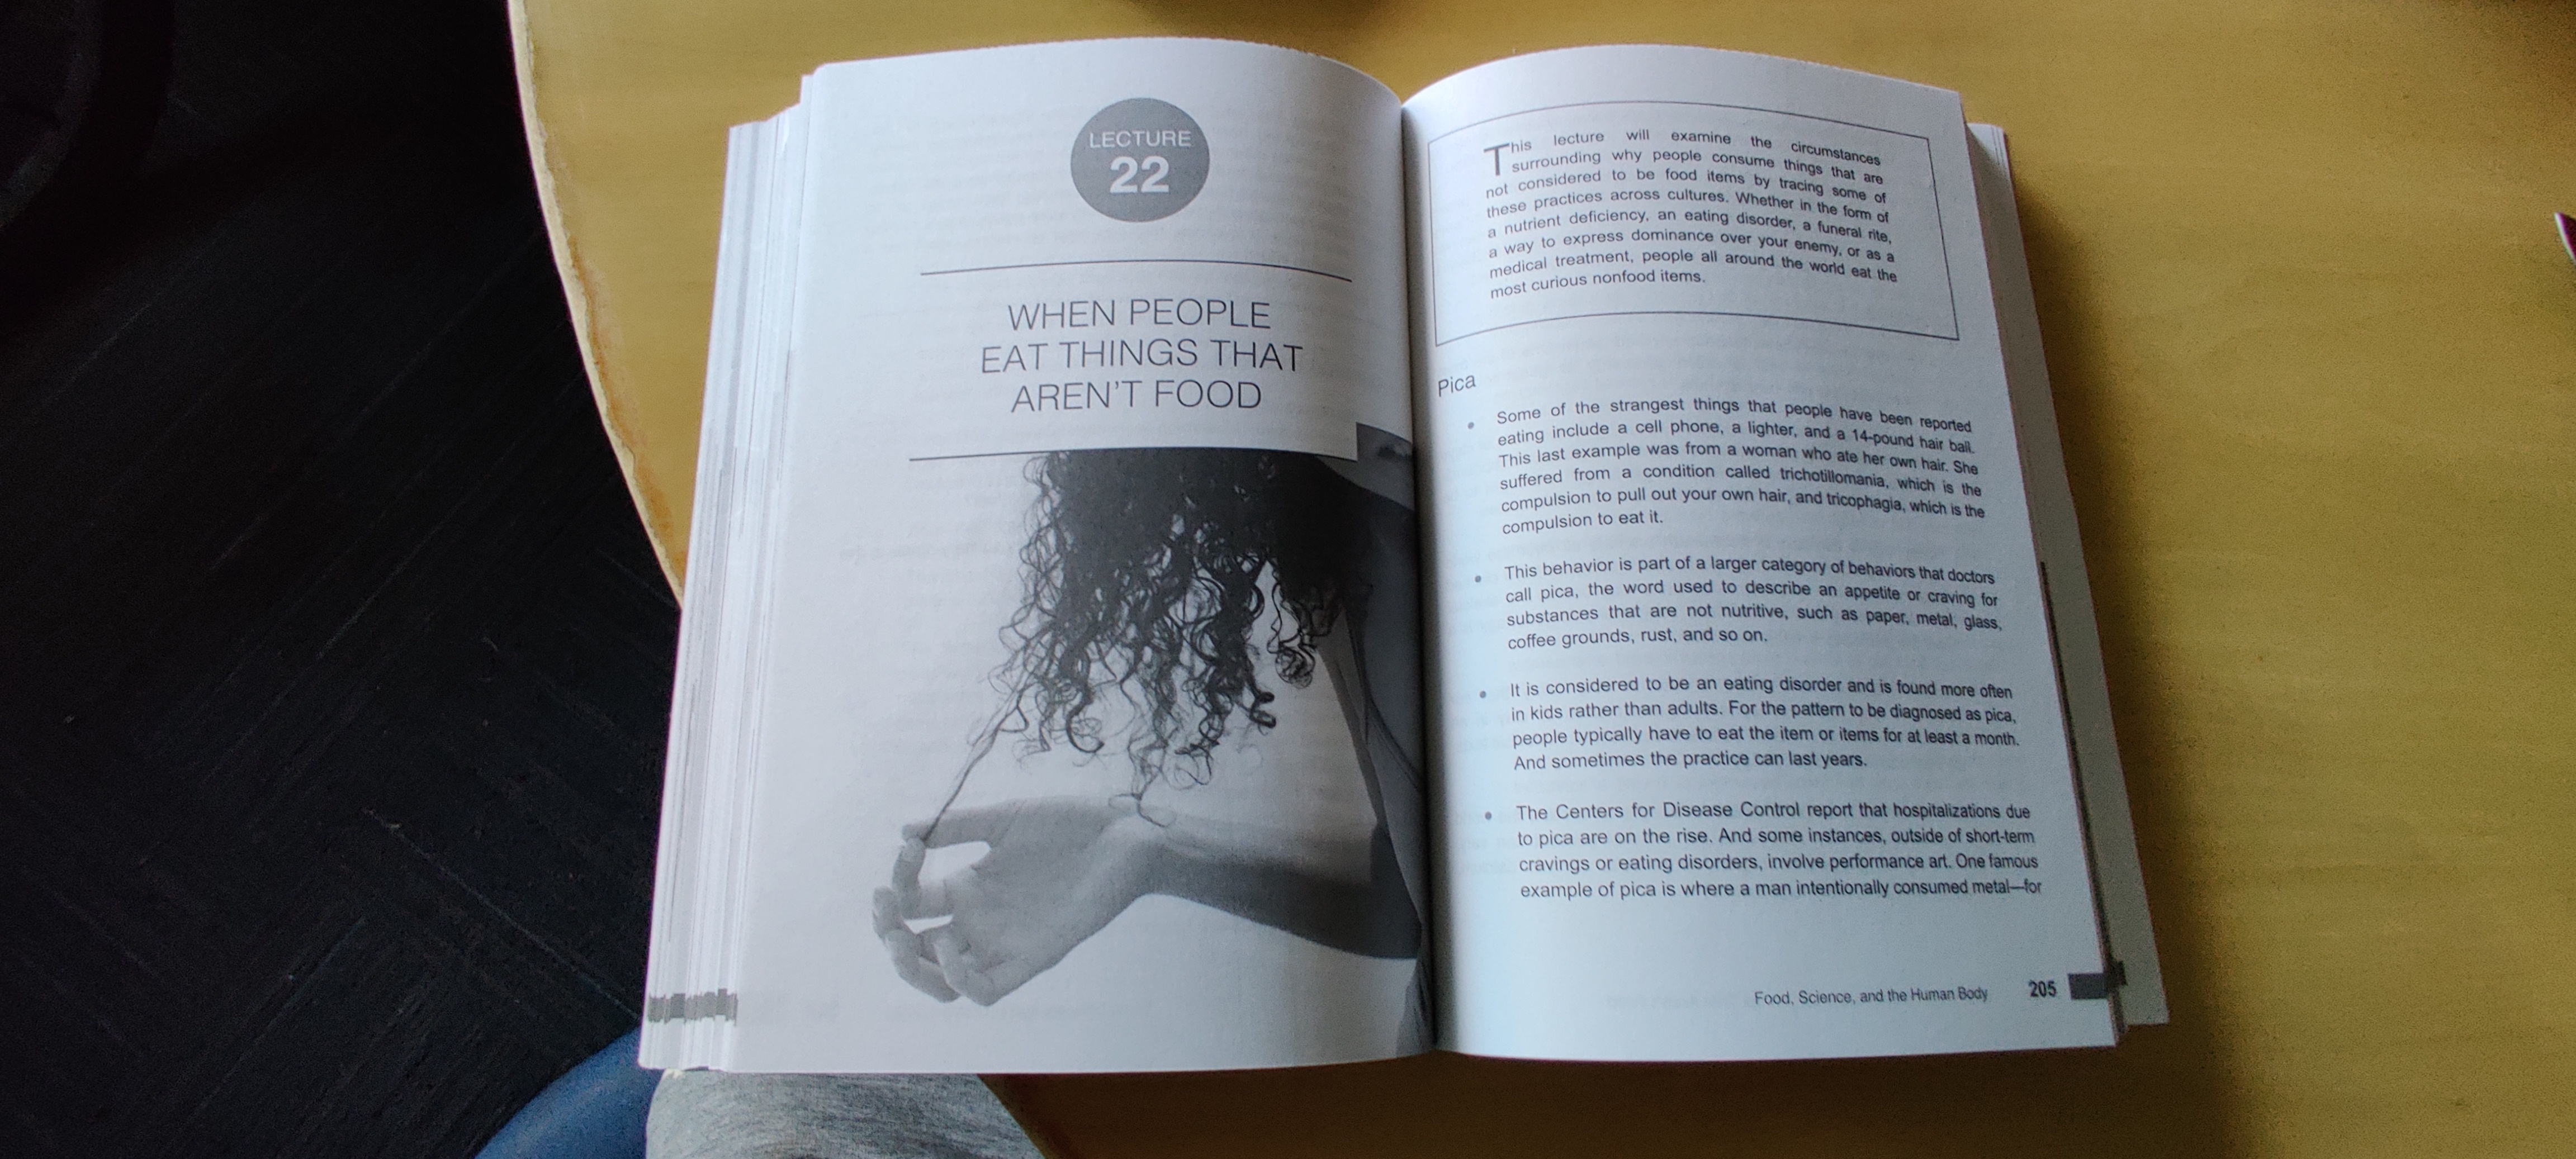 LECTURE
22
WHEN PEOPLE
EAT THINGS THAT
AREN'T FOOD
This lecture will examine the circumstances
surrounding why people consume things that are
not considered to be food items by tracing some of
these practices across cultures. Whether in the form of
a nutrient deficiency, an eating disorder, a funeral rite,
a way to express dominance over your enemy, or as a
medical treatment, people all around the world eat the
most curious nonfood items.
Pica
• Some of the strangest things that people have been reported
eating include a cell phone, a lighter, and a 14-pound hair ball.
This last example was from a woman who ate her own hair. She
suffered from a condition called trichotillomania, which is the
compulsion to pull out your own hair, and tricophagia, which is the
compulsion to eat it.
• This behavior is part of a larger category of behaviors that doctors
call pica, the word used to describe an appetite or craving for
substances that are not nutritive, such as paper, metal, glass,
coffee grounds, rust, and so on.
• It is considered to be an eating disorder and is found more often
in kids rather than adults. For the pattern to be diagnosed as pica,
people typically have to eat the item or items for at least a month.
And sometimes the practice can last years.
• The Centers for Disease Control report that hospitalizations due
to pica are on the rise. And some instances, outside of short-term
cravings or eating disorders, involve performance art. One famous
example of pica is where a man intentionally consumed metal—for
Food, Science, and the Human Body 205